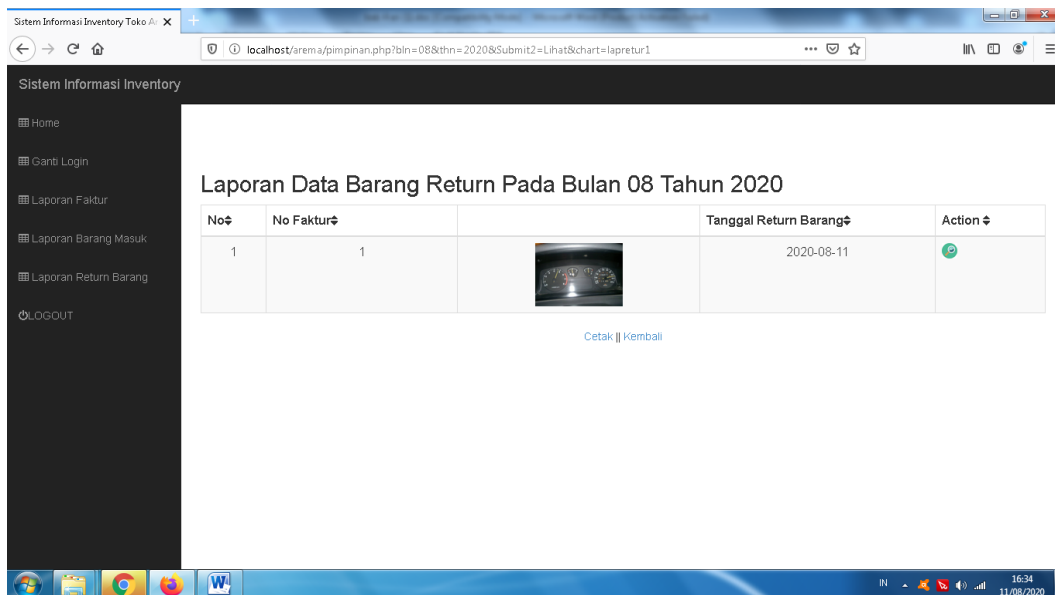 Sistem Informasi Inventory Toko Ar
localhost/arema/pimpinan.php?bln=08&thn=2020&Submit2=Lihat&chart=lapretur1
Sistem Informasi Inventory
Home
Ganti Login
Laporan Faktur
Laporan Barang Masuk
Laporan Return Barang
LOGOUT
Laporan Data Barang Return Pada Bulan 08 Tahun 2020
No No Faktur Tanggal Return Barang Action
1 1 2020-08-11
Cetak || Kembali
IN 16:34
11/08/2020